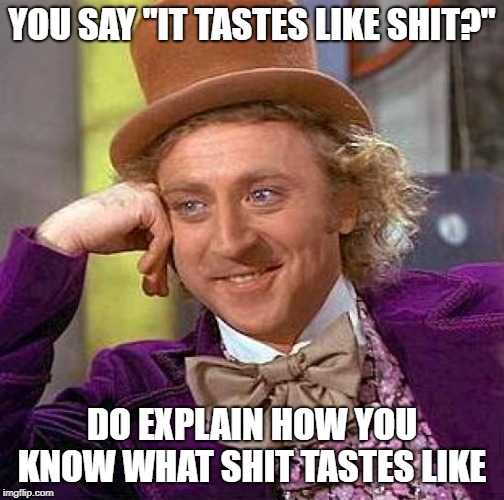 YOU SAY "IT TASTES LIKE SHIT?"
DO EXPLAIN HOW YOU
KNOW WHAT SHIT TASTES LIKE
imgflip.com